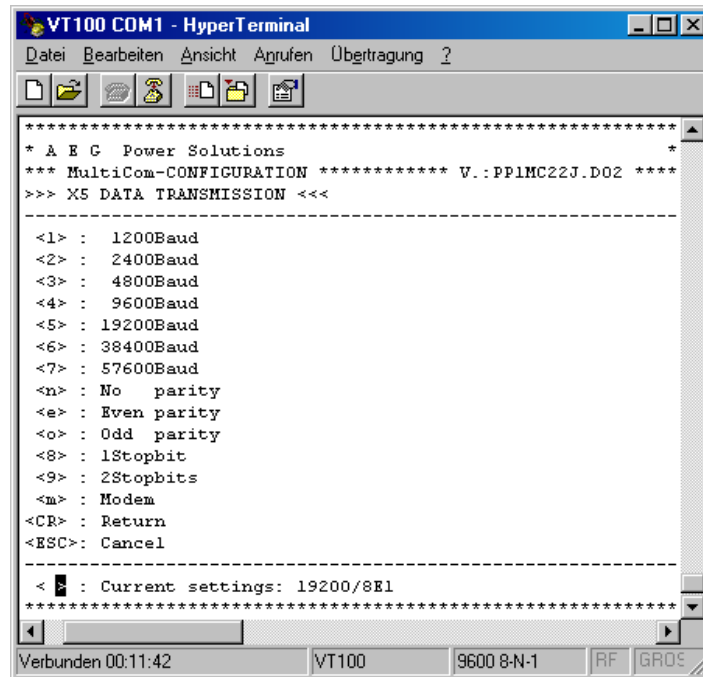 VT100 COM1 - HyperTerminal
Datei Bearbeiten Ansicht Anrufen Übertragung ?
************************************************************
* A E G  Power Solutions                                   *
*** MultiCom-CONFIGURATION ************ V.:PP1MC22J.D02 ****
>>> X5 DATA TRANSMISSION <<<
------------------------------------------------------------
<1> :  1200Baud
<2> :  2400Baud
<3> :  4800Baud
<4> :  9600Baud
<5> : 19200Baud
<6> : 38400Baud
<7> : 57600Baud
<n> : No   parity
<e> : Even parity
<o> : Odd  parity
<8> : 1Stopbit
<9> : 2Stopbits
<m> : Modem
<CR> : Return
<ESC>: Cancel
------------------------------------------------------------
< > : Current settings: 19200/8E1
************************************************************
Verbunden 00:11:42 VT100 9600 8-N-1 RF GROS